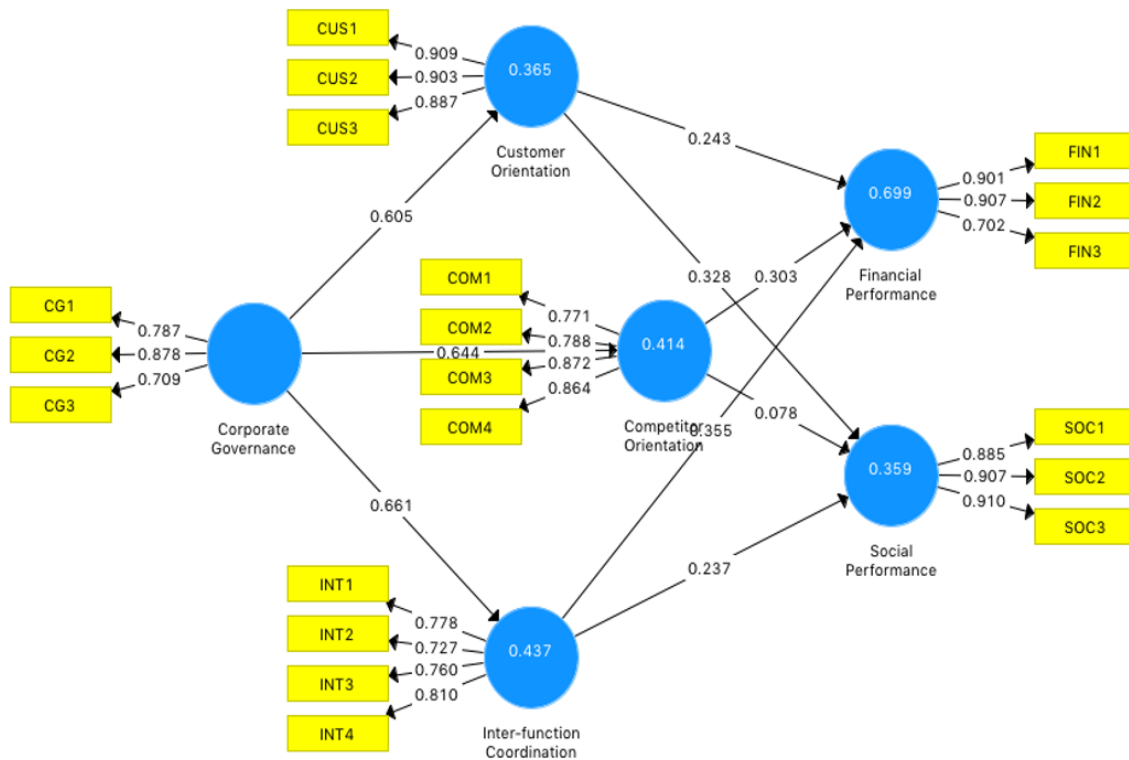 CUS1
0.909
CUS2
0.903
CUS3
0.887
0.365
Customer
Orientation
0.243
0.605
0.328
0.303
FIN1
0.901
FIN2
0.907
FIN3
0.702
0.699
Financial
Performance
CG1
0.787
CG2
0.878
CG3
0.709
Corporate
Governance
0.644
COM1
0.771
COM2
0.788
COM3
0.872
COM4
0.864
0.414
Competitor
Orientation
0.355
0.078
0.661
0.237
SOC1
0.885
SOC2
0.907
SOC3
0.910
0.359
Social
Performance
INT1
0.778
INT2
0.727
INT3
0.760
INT4
0.810
0.437
Inter-function
Coordination